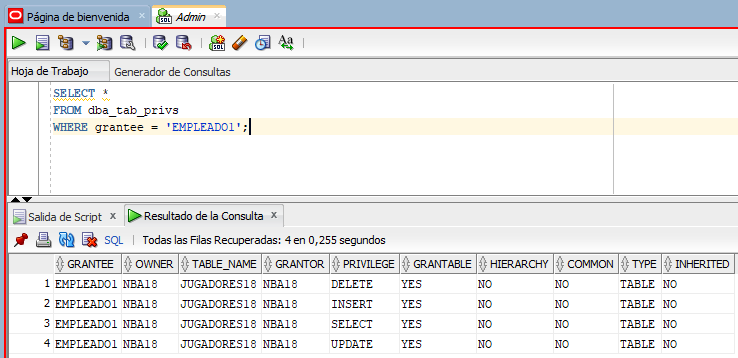 Página de bienvenida Admin
Hoja de Trabajo Generador de Consultas
SELECT *
FROM dba_tab_privs
WHERE grantee = 'EMPLEADO1';
Salida de Script x Resultado de la Consulta x
SQL Todas las Filas Recuperadas: 4 en 0,255 segundos
GRANTEE OWNER TABLE_NAME GRANTOR PRIVILEGE GRANTABLE HIERARCHY COMMON TYPE INHERITED
1 EMPLEADO1 NBA18 JUGADORES18 NBA18 DELETE YES NO NO TABLE NO
2 EMPLEADO1 NBA18 JUGADORES18 NBA18 INSERT YES NO NO TABLE NO
3 EMPLEADO1 NBA18 JUGADORES18 NBA18 SELECT YES NO NO TABLE NO
4 EMPLEADO1 NBA18 JUGADORES18 NBA18 UPDATE YES NO NO TABLE NO